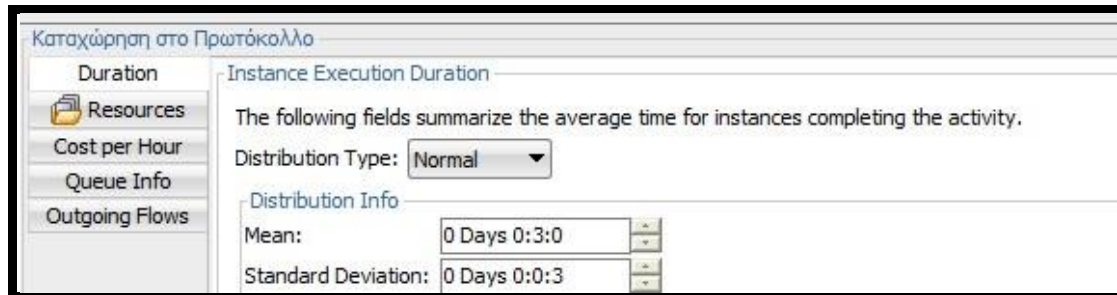 Καταχώρηση στο Πρωτόκολλο
Duration
Resources
Cost per Hour
Queue Info
Outgoing Flows
Instance Execution Duration
The following fields summarize the average time for instances completing the activity.
Distribution Type: Normal
Distribution Info
Mean: 0 Days 0:3:0
Standard Deviation: 0 Days 0:0:3